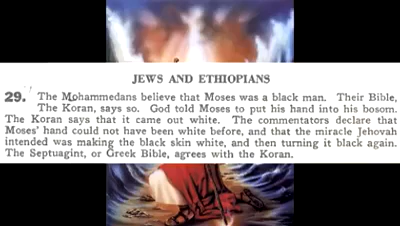 JEWS AND ETHIOPIANS
29. The Mohammedans believe that Moses was a black man. Their Bible,
The Koran, says so. God told Moses to put his hand into his bosom.
The Koran says that it came out white. The commentators declare that
Moses' hand could not have been white before, and that the miracle Jehovah
intended was making the black skin white, and then turning it black again.
The Septuagint, or Greek Bible, agrees with the Koran.